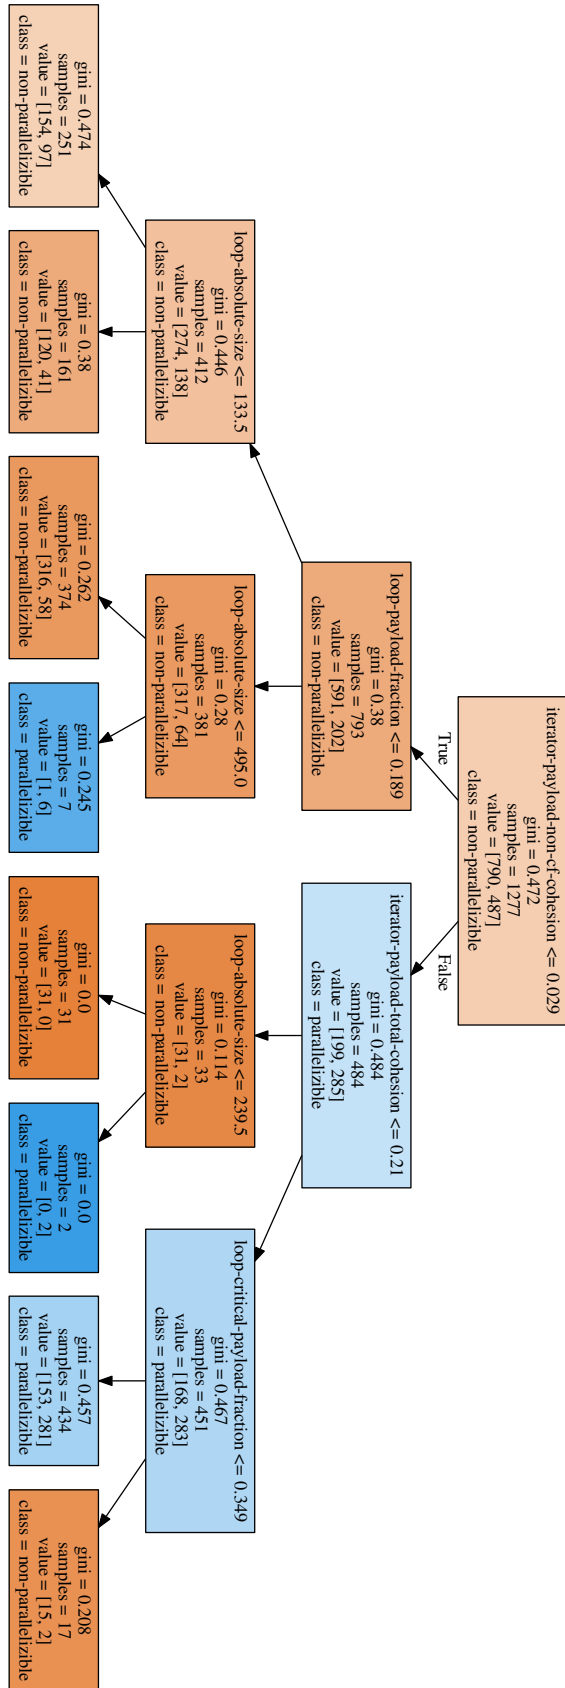 iterator-payload-non-cf-cohesion <= 0.029
gini = 0.472
samples = 1277
value = [790, 487]
class = non-parallelizible
True
False
loop-payload-fraction <= 0.189
gini = 0.38
samples = 793
value = [591, 202]
class = non-parallelizible
iterator-payload-total-cohesion <= 0.21
gini = 0.484
samples = 484
value = [199, 285]
class = parallelizible
loop-absolute-size <= 133.5
gini = 0.446
samples = 412
value = [274, 138]
class = non-parallelizible
loop-absolute-size <= 495.0
gini = 0.28
samples = 381
value = [317, 64]
class = non-parallelizible
loop-absolute-size <= 239.5
gini = 0.114
samples = 33
value = [31, 2]
class = non-parallelizible
loop-critical-payload-fraction <= 0.349
gini = 0.467
samples = 451
value = [168, 283]
class = parallelizible
gini = 0.474
samples = 251
value = [154, 97]
class = non-parallelizible
gini = 0.38
samples = 161
value = [120, 41]
class = non-parallelizible
gini = 0.262
samples = 374
value = [316, 58]
class = non-parallelizible
gini = 0.245
samples = 7
value = [1, 6]
class = parallelizible
gini = 0.0
samples = 31
value = [31, 0]
class = non-parallelizible
gini = 0.0
samples = 2
value = [0, 2]
class = parallelizible
gini = 0.457
samples = 434
value = [153, 281]
class = parallelizible
gini = 0.208
samples = 17
value = [15, 2]
class = non-parallelizible